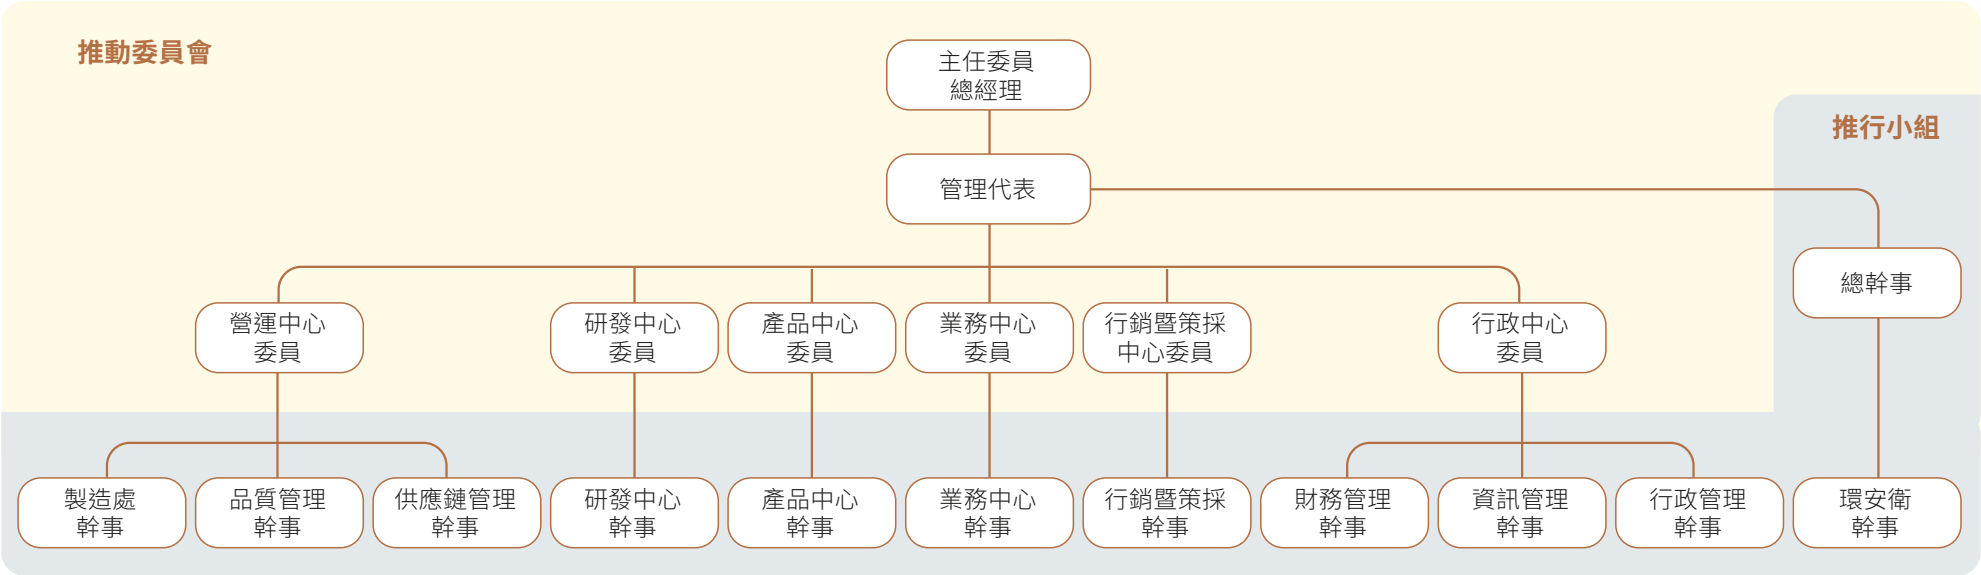 推動委員會
主任委員
總經理
推行小組
管理代表
總幹事
營運中心
委員
研發中心
委員
產品中心
委員
業務中心
委員
行銷暨策採
中心委員
行政中心
委員
製造處
幹事
品質管理
幹事
供應鏈管理
幹事
研發中心
幹事
產品中心
幹事
業務中心
幹事
行銷暨策採
幹事
財務管理
幹事
資訊管理
幹事
行政管理
幹事
環安衛
幹事